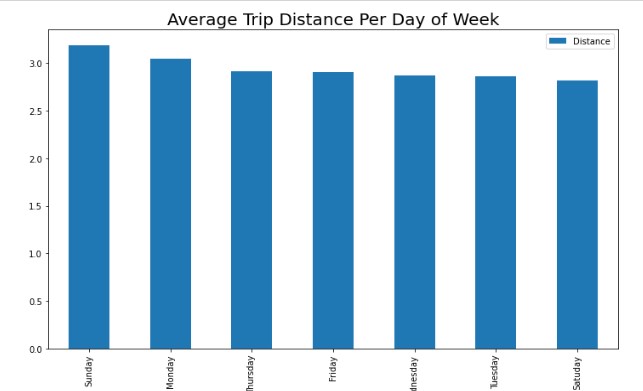 Average Trip Distance Per Day of Week
Distance
3.0
2.5
2.0
1.5
1.0
0.5
0.0
Sunday
Monday
hursday
Friday
dnesday
Tuesday
Satuday